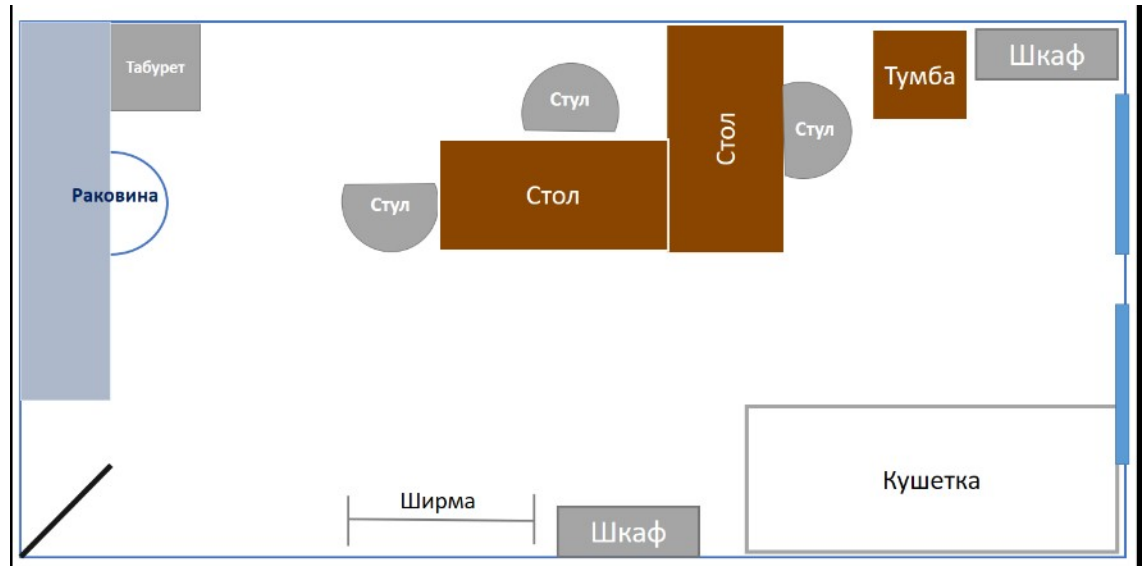 Табурет
Стул
Стол
Стул
Тумба
Шкаф
Раковина
Стул
Стол
Кушетка
Ширма
Шкаф